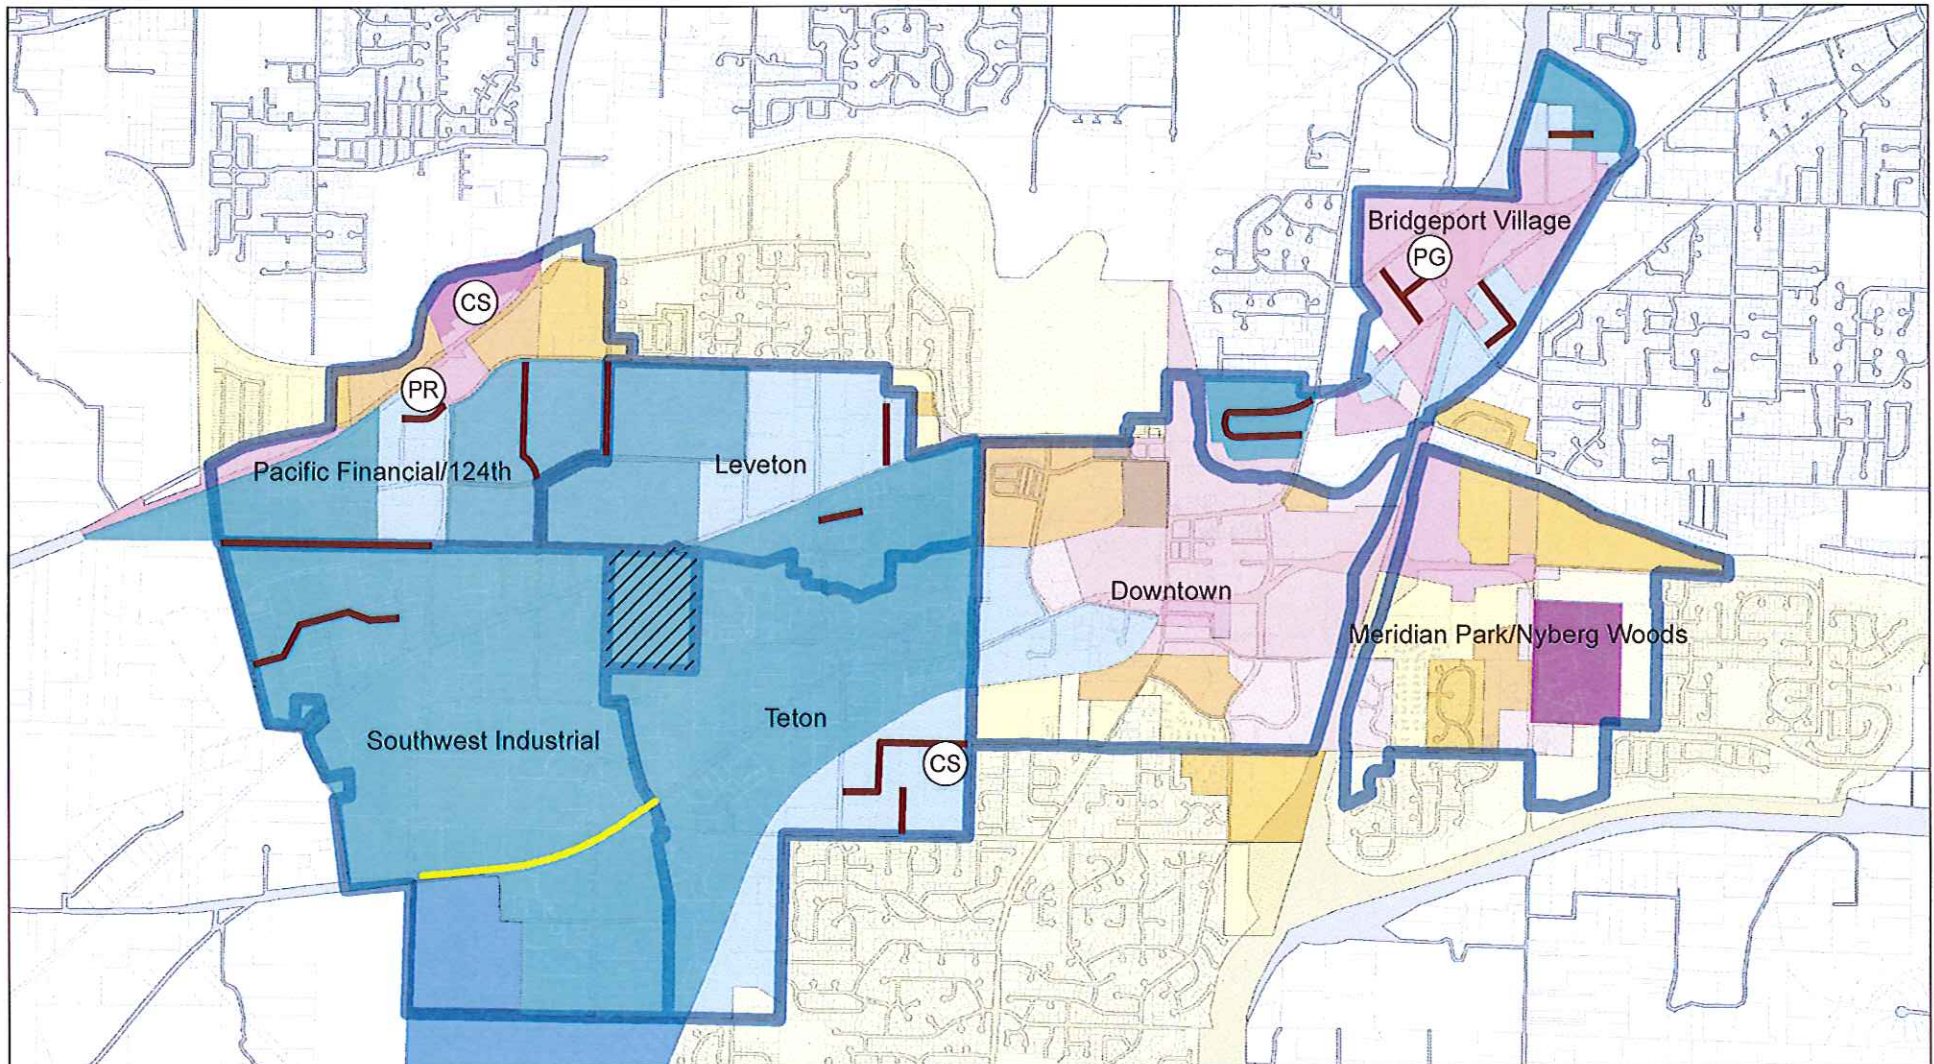 Bridgeport Village
PG
CS
PR
Pacific Financial/124th
Leveton
Downtown
Meridian Park/Nyberg Woods
Teton
Southwest Industrial
CS